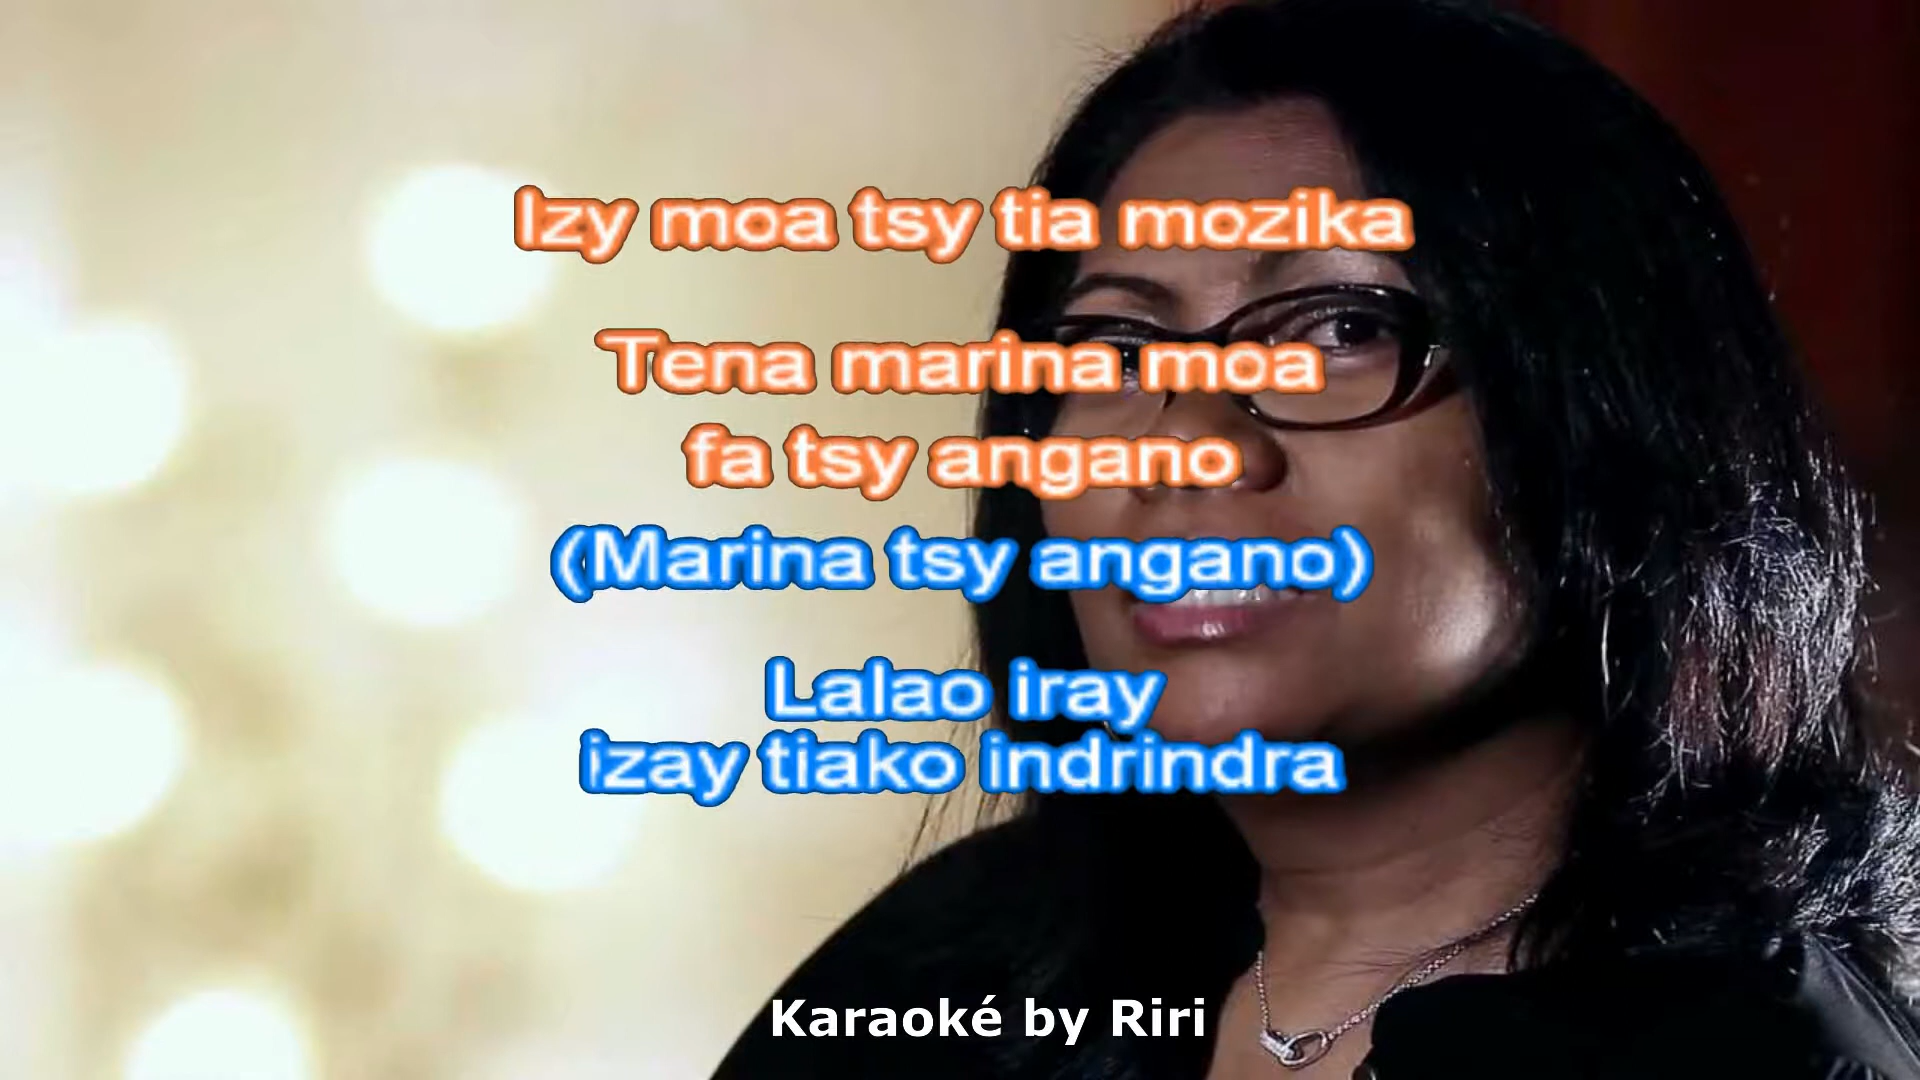 Izy moa tsy tia mozika
Tena marina moa
fa tsy angano
(Marina tsy angano)
Lalao iray
izay tiako indrindra
Karaoké by Riri